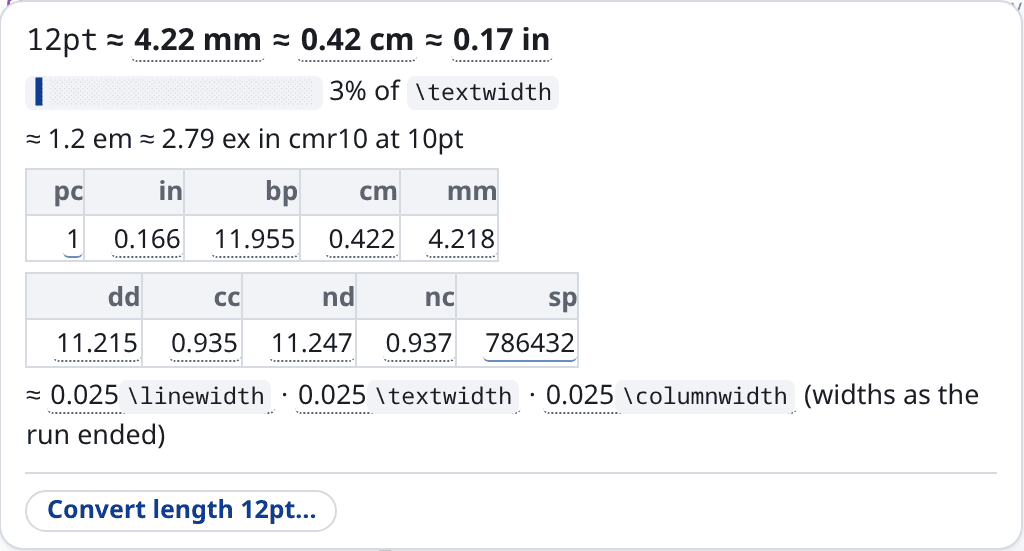 12pt ≈ 4.22 mm ≈ 0.42 cm ≈ 0.17 in
3% of \textwidth
≈ 1.2 em ≈ 2.79 ex in cmr10 at 10pt
pc in bp cm mm
1 0.166 11.955 0.422 4.218
dd cc nd nc sp
11.215 0.935 11.247 0.937 786432
≈ 0.025\linewidth · 0.025\textwidth · 0.025\columnwidth (widths as the
run ended)
Convert length 12pt...